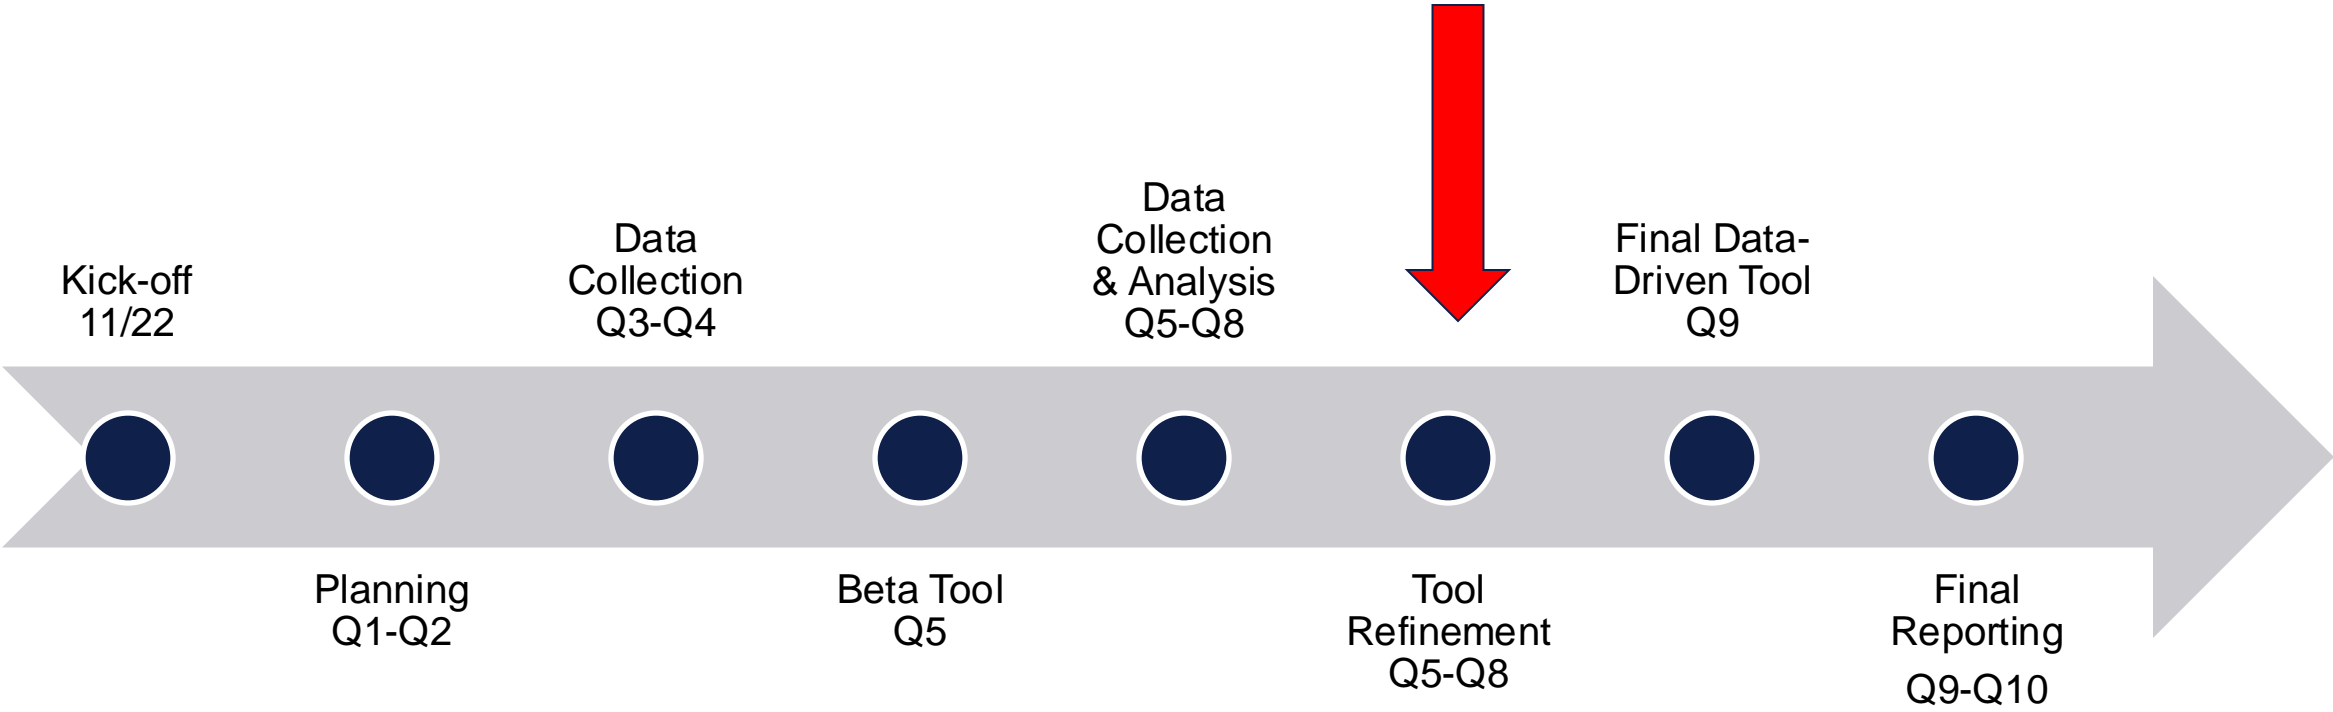 Kick-off
11/22
Planning
Q1-Q2
Data
Collection
Q3-Q4
Beta Tool
Q5
Data
Collection
& Analysis
Q5-Q8
Tool
Refinement
Q5-Q8
Final Data-
Driven Tool
Q9
Final
Reporting
Q9-Q10